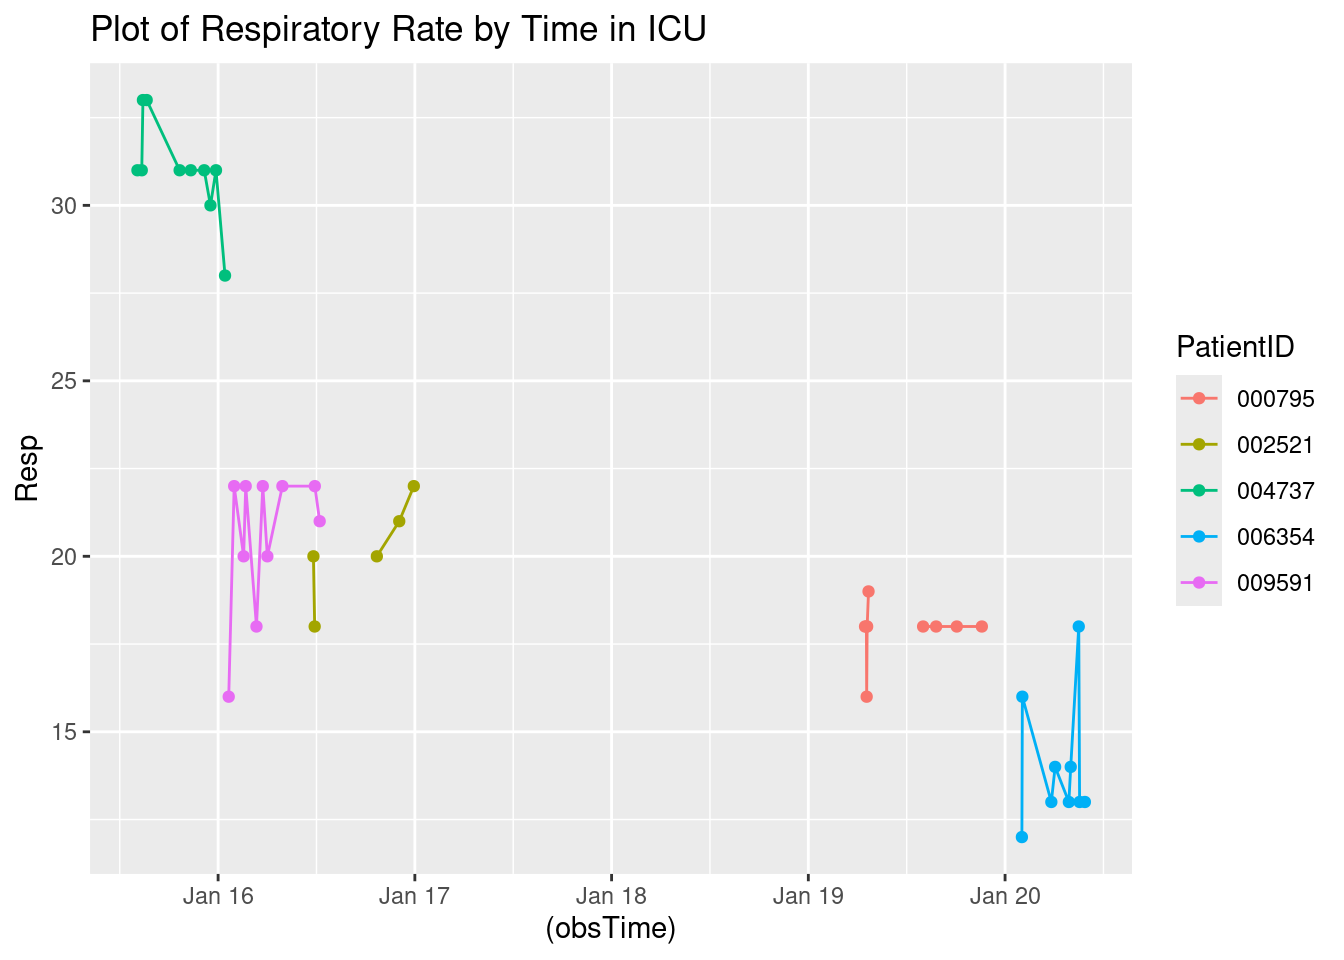 Plot of Respiratory Rate by Time in ICU
30
25
20
15
Resp
Jan 16
Jan 17
Jan 18
Jan 19
Jan 20
(obsTime)
PatientID
000795
002521
004737
006354
009591